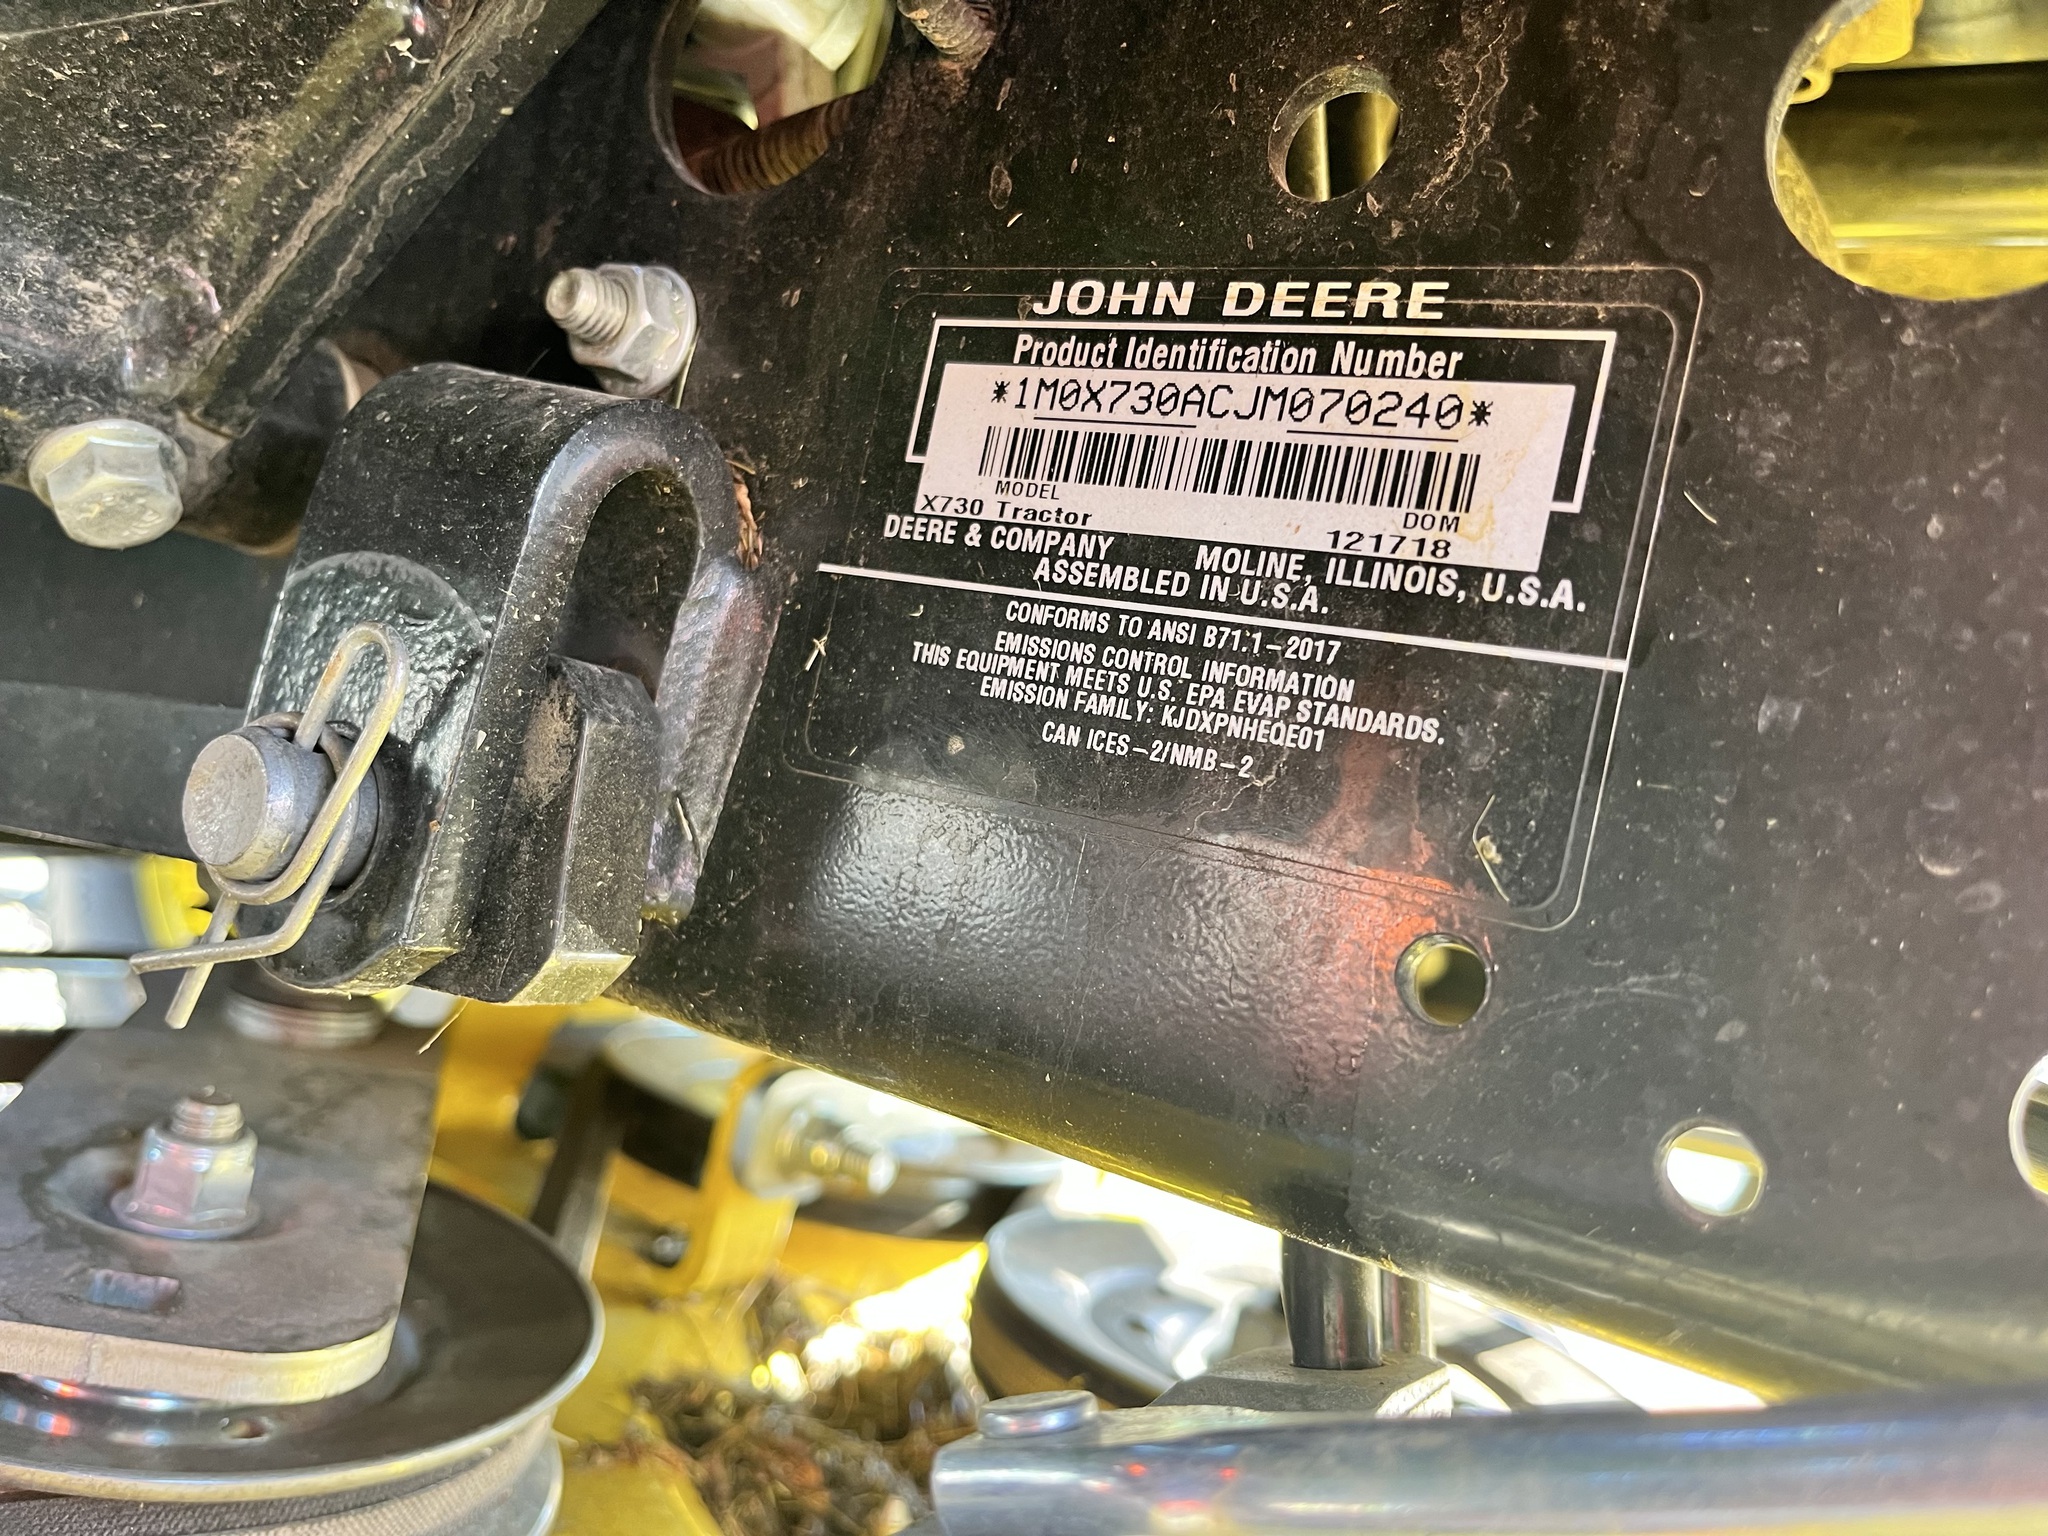 JOHN DEERE
Product Identification Number
*1M0X730ACJM070240*
MODEL
X730 Tractor
DOM
121718
DEERE & COMPANY MOLINE, ILLINOIS, U.S.A.
ASSEMBLED IN U.S.A.
CONFORMS TO ANSI B71.1-2017
EMISSIONS CONTROL INFORMATION
THIS EQUIPMENT MEETS U.S. EPA EVAP STANDARDS.
EMISSION FAMILY: KJDXPNHEQE01
CAN ICES-2/NMB-2